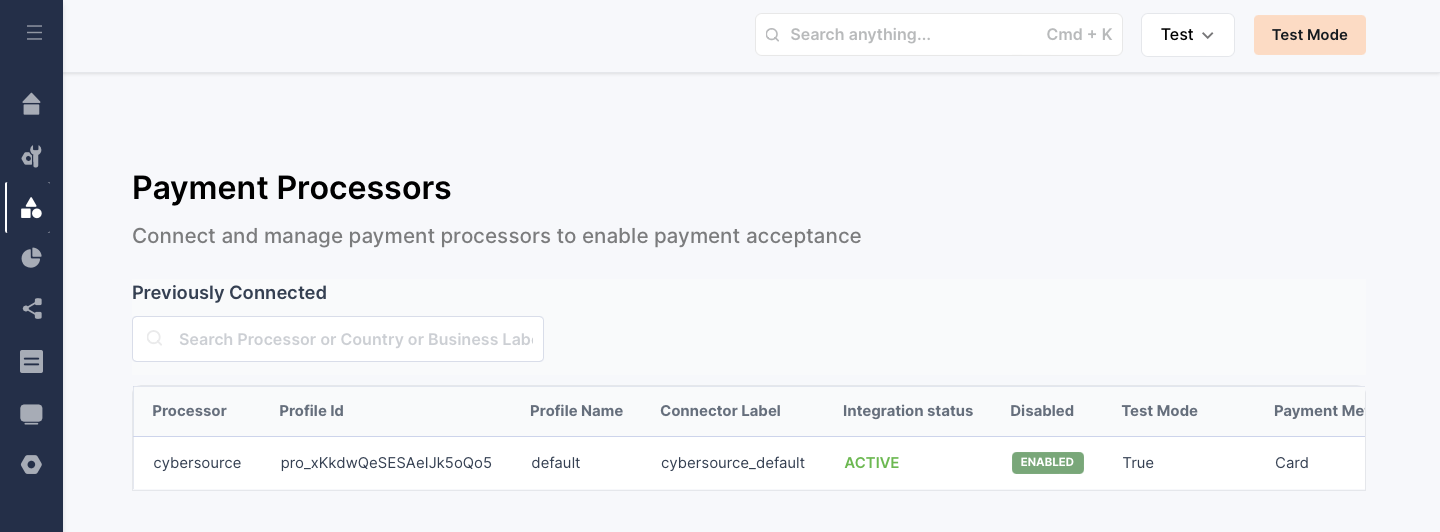 Search anything... Cmd + K Test Test Mode
Payment Processors
Connect and manage payment processors to enable payment acceptance
Previously Connected
Search Processor or Country or Business Labe
Processor Profile Id Profile Name Connector Label Integration status Disabled Test Mode Payment Me
cybersource pro_xKkdwQeSESAelJk5oQo5 default cybersource_default ACTIVE ENABLED True Card